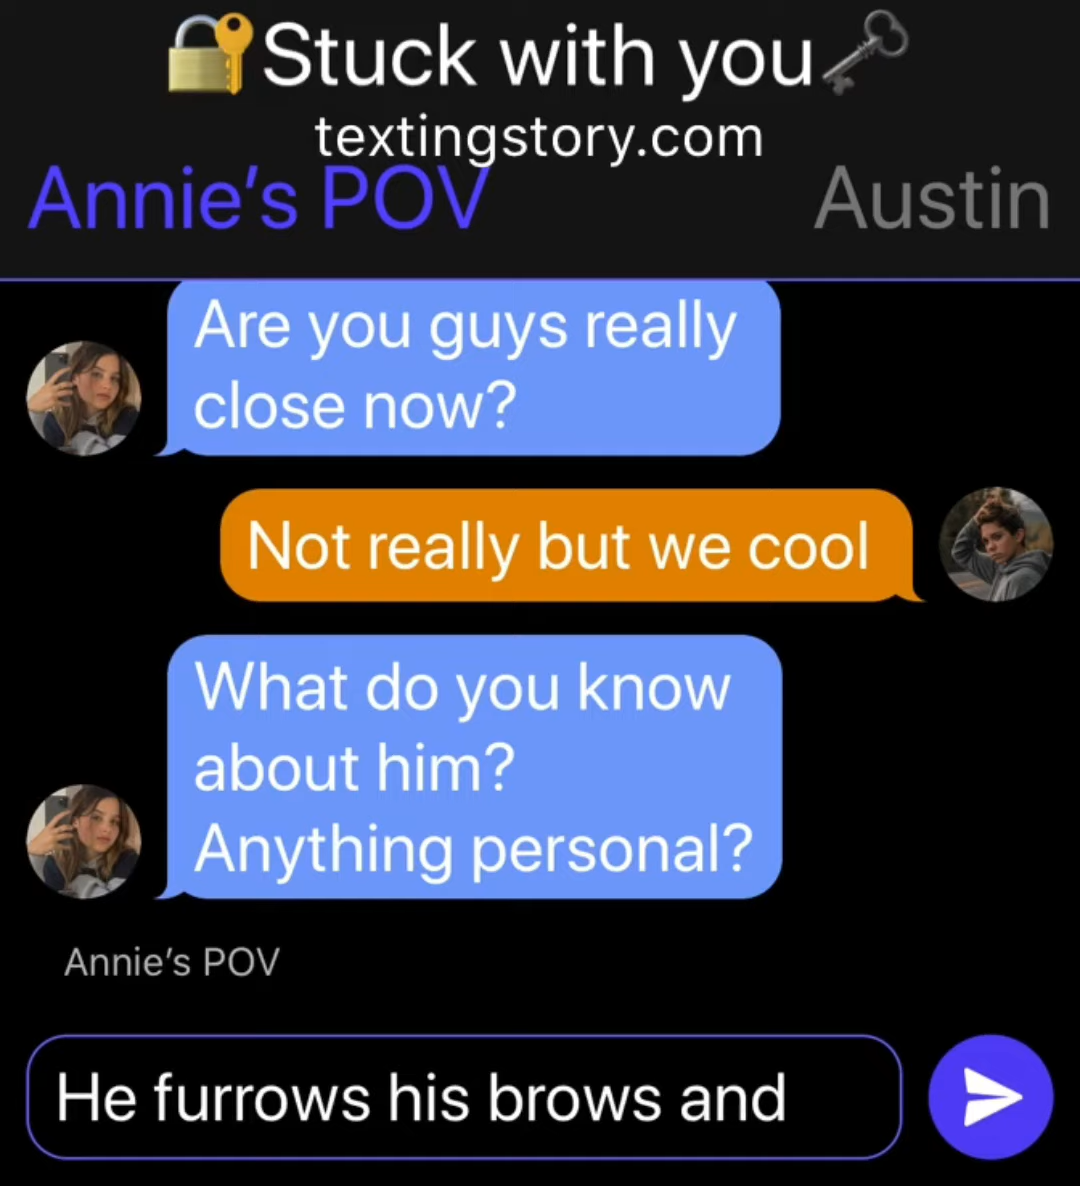 🔐Stuck with you🗝
textingstory.com
Annie’s POV
Austin
Are you guys really
close now?
Not really but we cool
What do you know
about him?
Anything personal?
Annie’s POV
He furrows his brows and